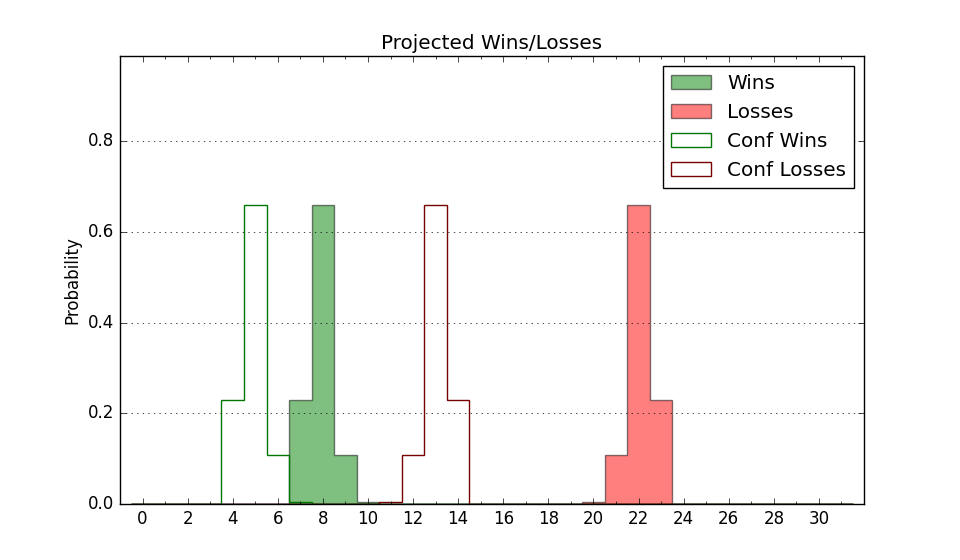 Projected Wins/Losses
Wins
Losses
Conf Wins
Conf Losses
Probability
0.8
0.6
0.4
0.2
0.0
0 2 4 6 8 10 12 14 16 18 20 22 24 26 28 30